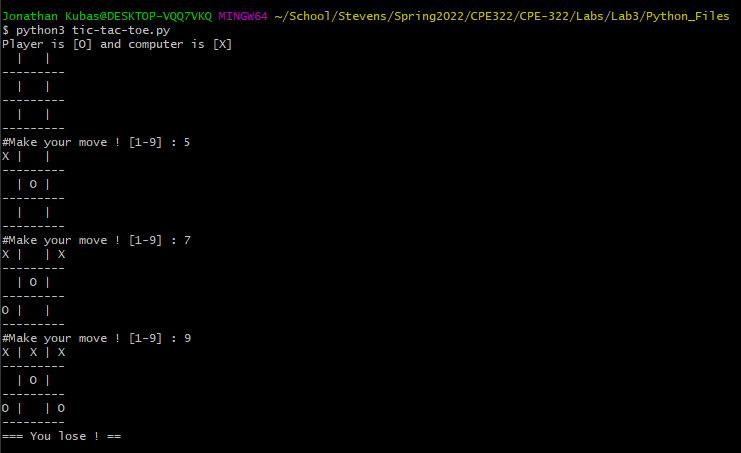 Jonathan Kubas@DESKTOP-VQQ7VKQ MINGW64 ~/School/Stevens/Spring2022/CPE322/CPE-322/Labs/Lab3/Python_Files
$ python3 tic-tac-toe.py
Player is [O] and computer is [X]
  |   |
---------
  |   |
---------
  |   |
---------
#Make your move ! [1-9] : 5
X |   |
---------
  | O |
---------
  |   |
---------
#Make your move ! [1-9] : 7
X |   | X
---------
  | O |
---------
O |   |
---------
#Make your move ! [1-9] : 9
X | X | X
---------
  | O |
---------
O |   | O
---------
=== You lose ! ==